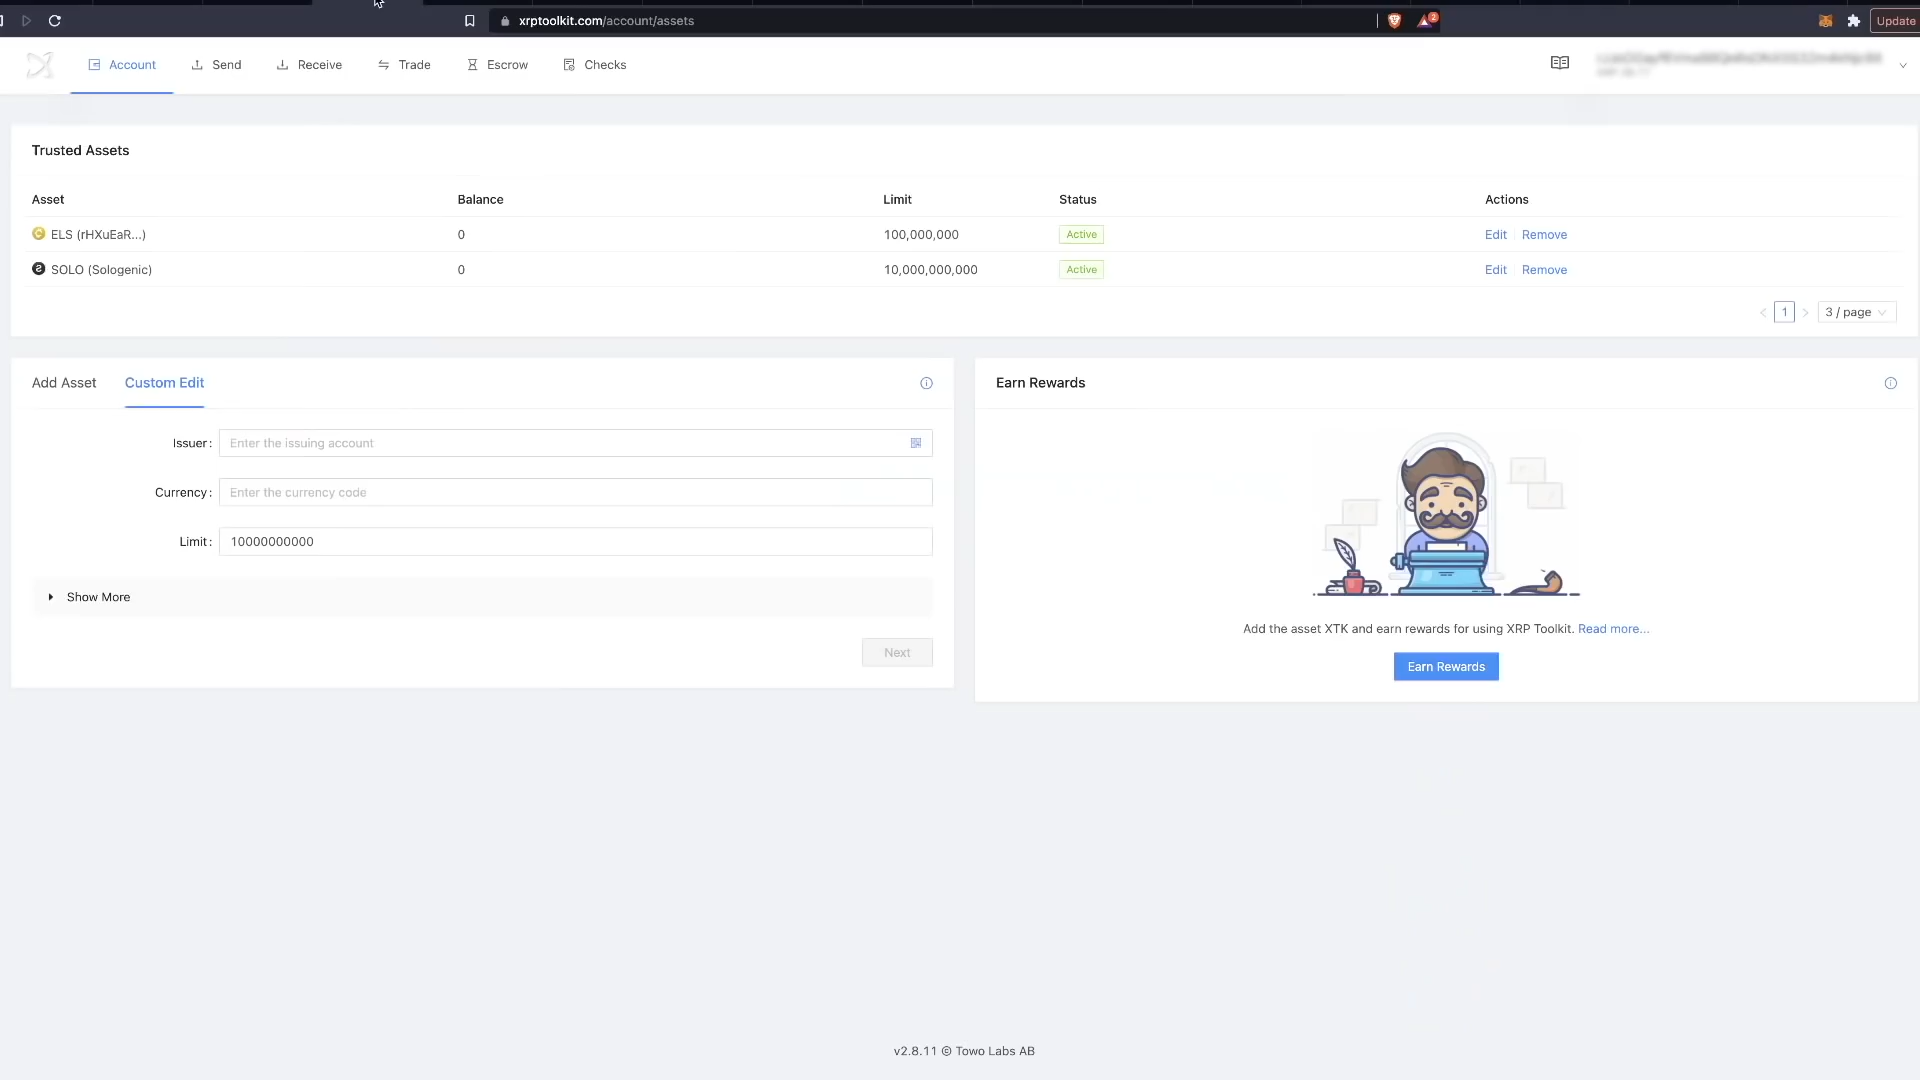 xrptoolkit.com/account/assets
2
Update
Account
Send
Receive
Trade
Escrow
Checks
Trusted Assets
Asset Balance Limit Status Actions
ELS (rHXuEaR...) 0 100,000,000 Active Edit Remove
SOLO (Sologenic) 0 10,000,000,000 Active Edit Remove
1
3 / page
Add Asset Custom Edit
Issuer: Enter the issuing account
Currency: Enter the currency code
Limit: 10000000000
Show More
Next
Earn Rewards
Add the asset XTK and earn rewards for using XRP Toolkit. Read more...
Earn Rewards
v2.8.11 © Towo Labs AB